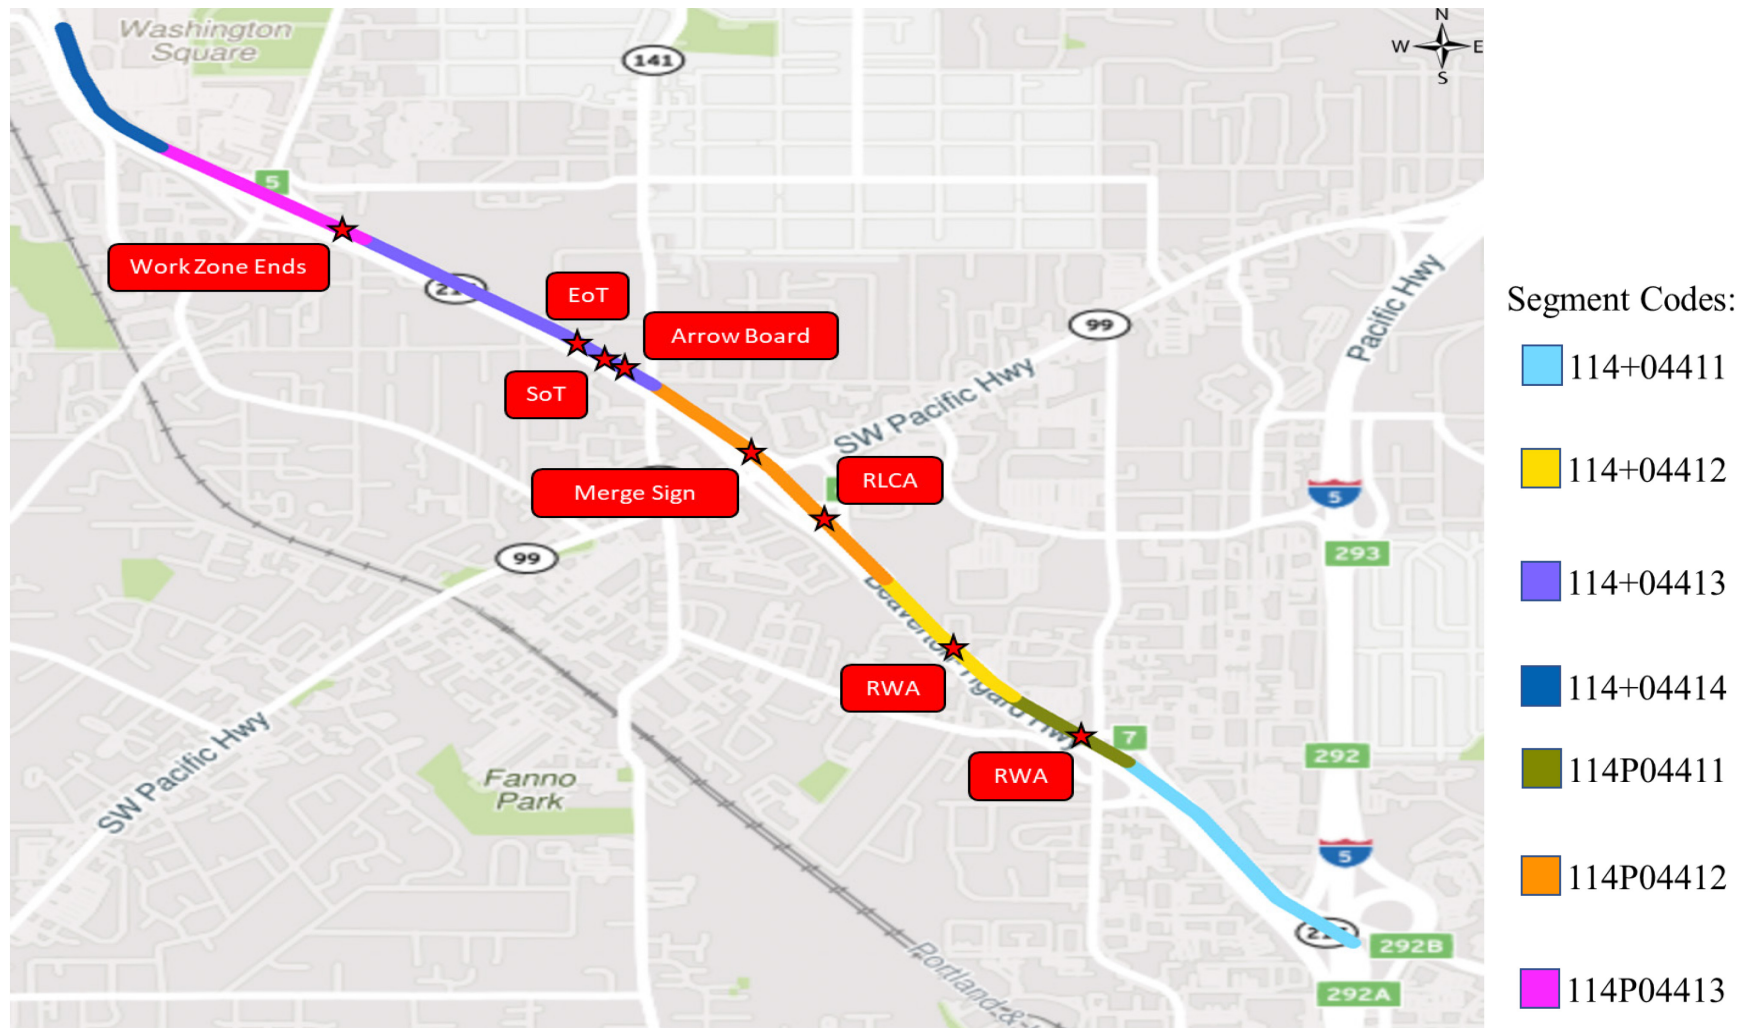 Washington
Square
141
N
W
E
S
5
Work Zone Ends
EoT
Arrow Board
SoT
99
SW Pacific Hwy
Pacific Hwy
Merge Sign
RLCA
5
293
99
RWA
7
RWA
292
SW Pacific Hwy
Fanno
Park
5
292B
292A
Portland &
Segment Codes:
114+04411
114+04412
114+04413
114+04414
114P04411
114P04412
114P04413